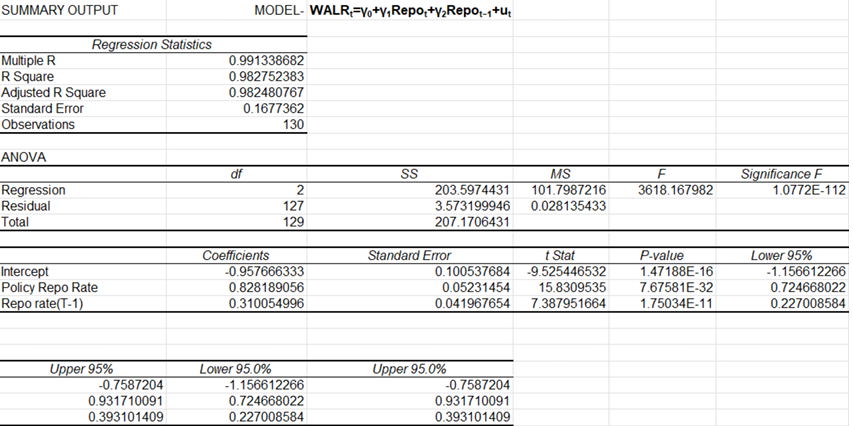 SUMMARY OUTPUT MODEL- WALRₜ=γ₀+γ₁Repoₜ+γ₂Repoₜ₋₁+uₜ
Regression Statistics
Multiple R 0.991338682
R Square 0.982752383
Adjusted R Square 0.982480767
Standard Error 0.1677362
Observations 130
ANOVA
df SS MS F Significance F
Regression 2 203.5974431 101.7987216 3618.167982 1.0772E-112
Residual 127 3.573199946 0.028135433
Total 129 207.1706431
Coefficients Standard Error t Stat P-value Lower 95%
Intercept -0.957666333 0.100537684 -9.525446532 1.47188E-16 -1.156612266
Policy Repo Rate 0.828189056 0.05231454 15.8309535 7.67581E-32 0.724668022
Repo rate(T-1) 0.310054996 0.041967654 7.387951664 1.75034E-11 0.227008584
Upper 95% Lower 95.0% Upper 95.0%
-0.7587204 -1.156612266 -0.7587204
0.931710091 0.724668022 0.931710091
0.393101409 0.227008584 0.393101409